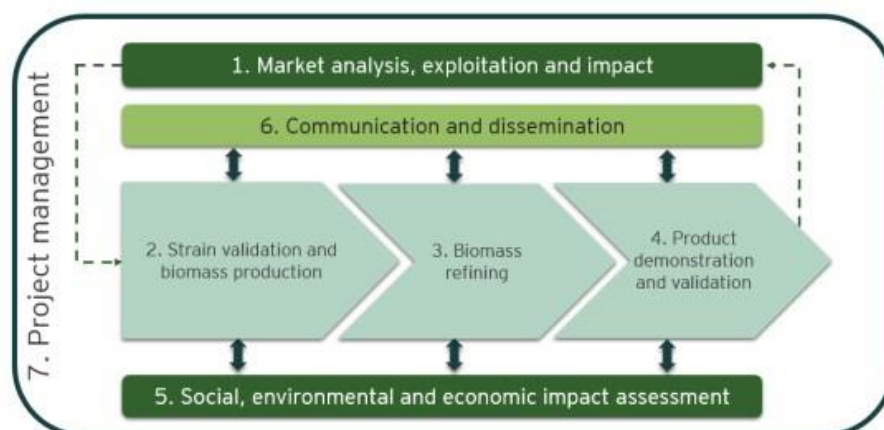 7. Project management
1. Market analysis, exploitation and impact
6. Communication and dissemination
2. Strain validation and
biomass production
3. Biomass
refining
4. Product
demonstration
and validation
5. Social, environmental and economic impact assessment